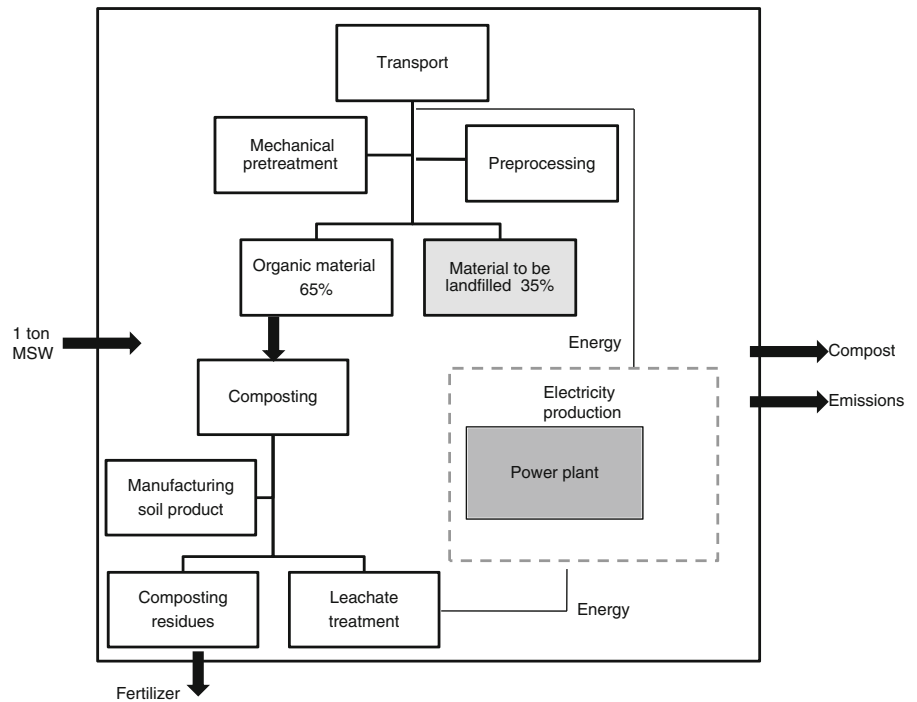 Transport
Mechanical
pretreatment
Preprocessing
Organic material
65%
Material to be
landfilled 35%
1 ton
MSW
Energy
Compost
Composting
Electricity
production
Emissions
Power plant
Manufacturing
soil product
Composting
residues
Leachate
treatment
Energy
Fertilizer